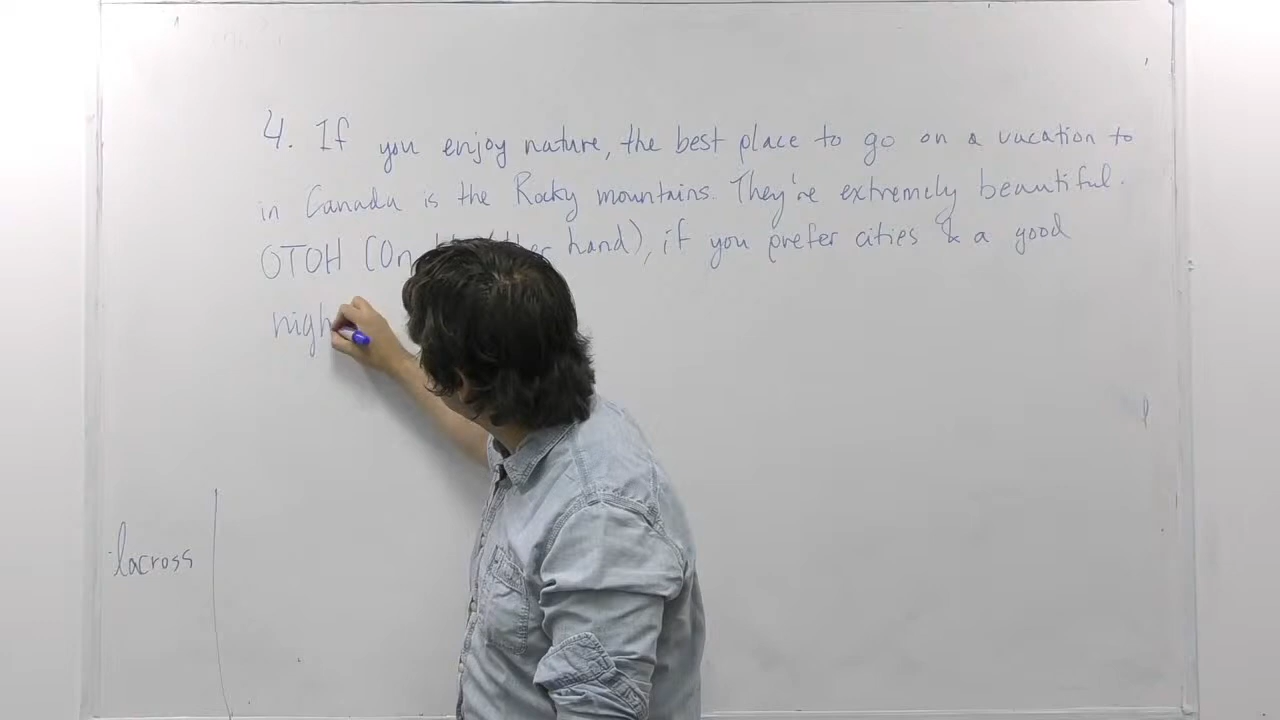 4. If you enjoy nature, the best place to go on a vacation to
in Canada is the Rocky mountains. They're extremely beautiful.
OTOH (On hand), if you prefer cities & a good
nigh
lacross